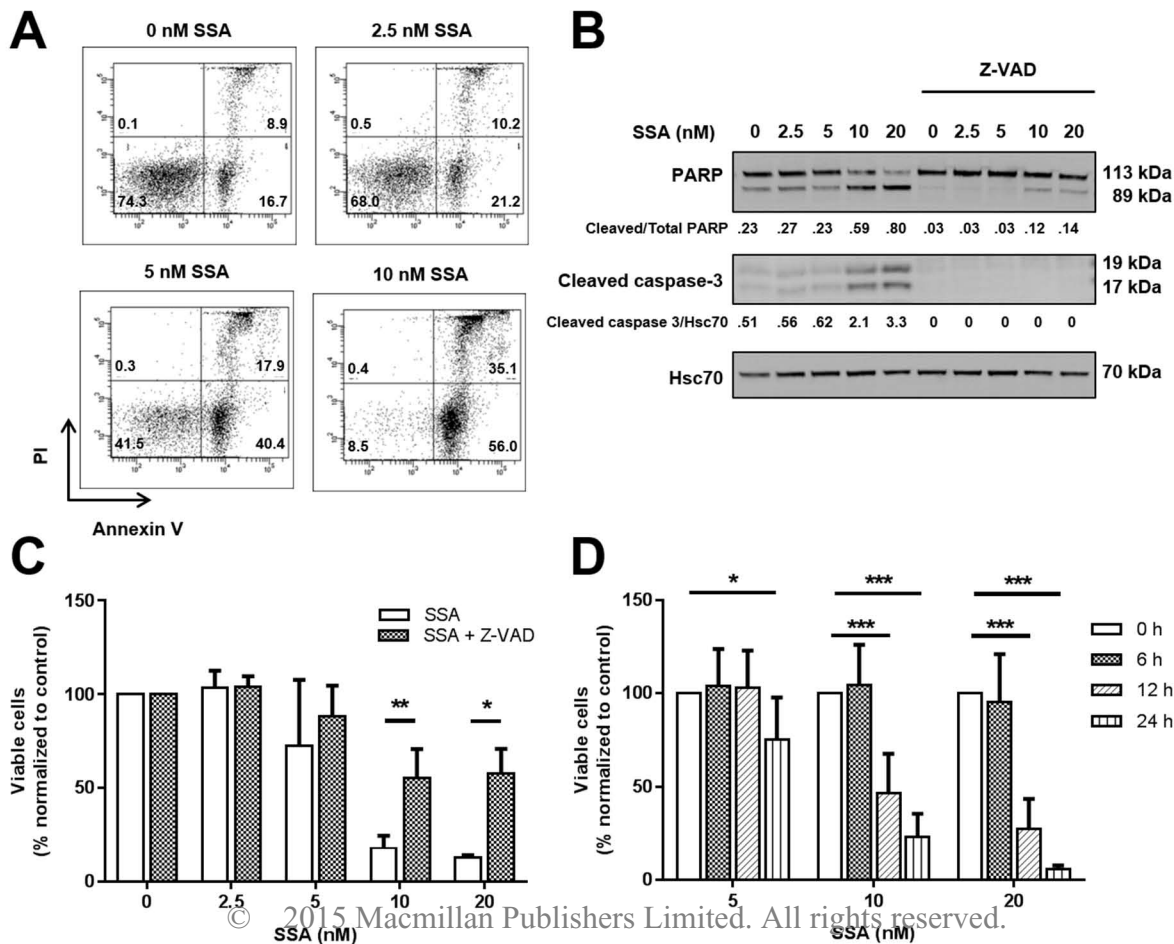 A
0 nM SSA
2.5 nM SSA
0.1
8.9
74.3
16.7
0.5
10.2
68.0
21.2
5 nM SSA
10 nM SSA
0.3
17.9
41.5
40.4
0.4
35.1
8.5
56.0
PI
Annexin V
B
Z-VAD
SSA (nM) 0 2.5 5 10 20 0 2.5 5 10 20
PARP
113 kDa
89 kDa
Cleaved/Total PARP .23 .27 .23 .59 .80 .03 .03 .03 .12 .14
Cleaved caspase-3
19 kDa
17 kDa
Cleaved caspase 3/Hsc70 .51 .56 .62 2.1 3.3 0 0 0 0 0
Hsc70
70 kDa
C
Viable cells
(% normalized to control)
150
100
50
0
SSA
SSA + Z-VAD
**
*
0 2.5 5 10 20
SSA (nM)
D
Viable cells
(% normalized to control)
150
100
50
0
*
***
***
***
***
0 h
6 h
12 h
24 h
5 10 20
SSA (nM)
© 2015 Macmillan Publishers Limited. All rights reserved.